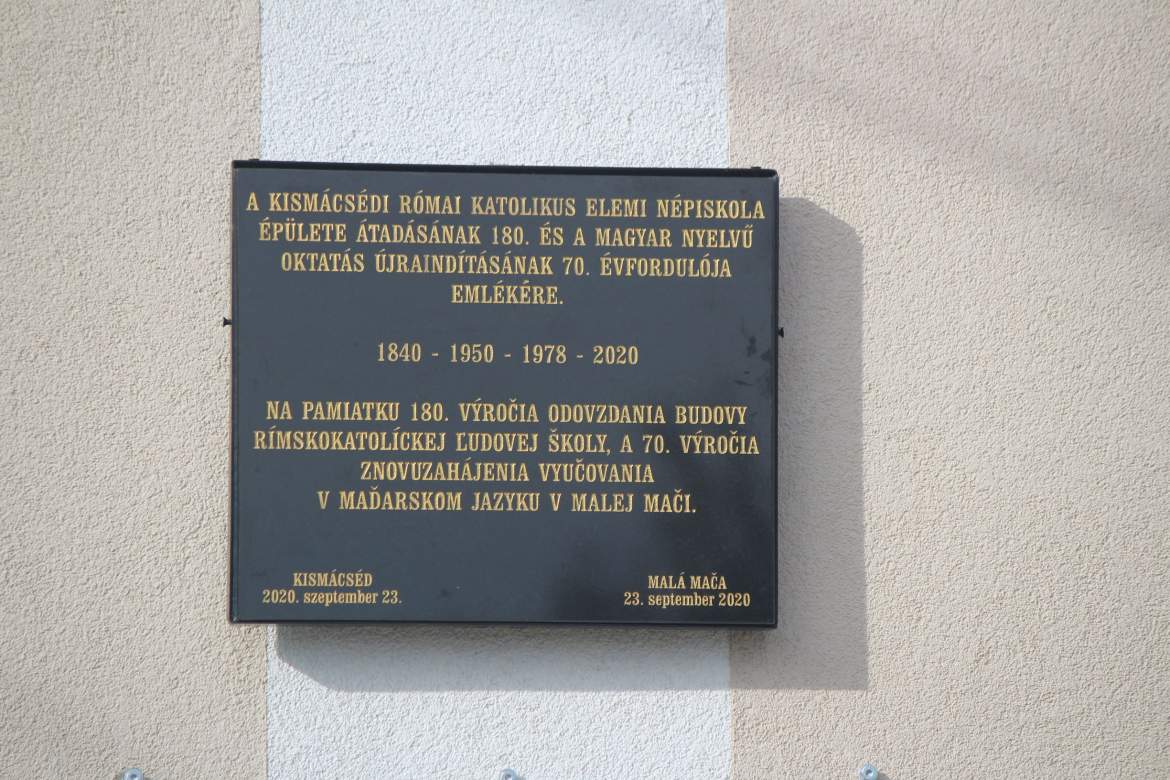 A KISMÁCSÉDI RÓMAI KATOLIKUS ELEMI NÉPISKOLA
ÉPÜLETE ÁTADÁSÁNAK 180. ÉS A MAGYAR NYELVŰ
OKTATÁS ÚJRAINDÍTÁSÁNAK 70. ÉVFORDULÓJA
EMLÉKÉRE.
1840 - 1950 - 1978 - 2020
NA PAMIATKU 180. VÝROČIA ODOVZDANIA BUDOVY
RÍMSKOKATOLÍCKEJ ĽUDOVEJ ŠKOLY, A 70. VÝROČIA
ZNOVUZAHÁJENIA VYUČOVANIA
V MAĎARSKOM JAZYKU V MALEJ MAČI.
KISMÁCSÉD
2020. szeptember 23.
MALÁ MAČA
23. september 2020